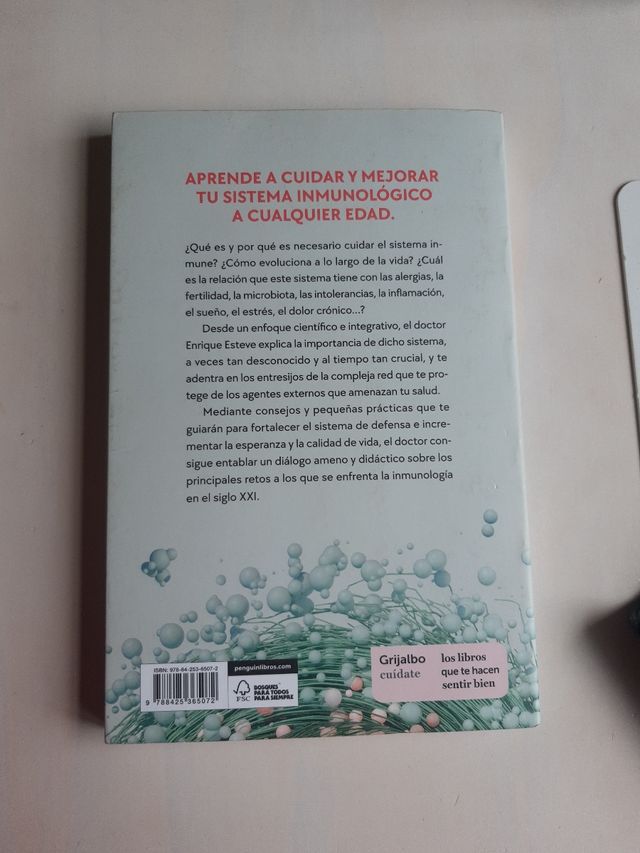 APRENDE A CUIDAR Y MEJORAR
TU SISTEMA INMUNOLÓGICO
A CUALQUIER EDAD.
¿Qué es y por qué es necesario cuidar el sistema in-
mune? ¿Cómo evoluciona a lo largo de la vida? ¿Cuál
es la relación que este sistema tiene con las alergias, la
fertilidad, la microbiota, las intolerancias, la inflamación,
el sueño, el estrés, el dolor crónico...?
Desde un enfoque científico e integrativo, el doctor
Enrique Esteve explica la importancia de dicho sistema,
a veces tan desconocido y al tiempo tan crucial, y te
adentra en los entresijos de la compleja red que te pro-
tege de los agentes externos que amenazan tu salud.
Mediante consejos y pequeñas prácticas que te
guiarán para fortalecer el sistema de defensa e incre-
mentar la esperanza y la calidad de vida, el doctor con-
sigue entablar un diálogo ameno y didáctico sobre los
principales retos a los que se enfrenta la inmunología
en el siglo XXI.
ISBN: 978-84-253-6507-2
9 788425 365072
penguinlibros.com
FSC
BOSQUES
PARA TODOS
PARA SIEMPRE
Grijalbo
cuídate
los libros
que te hacen
sentir bien